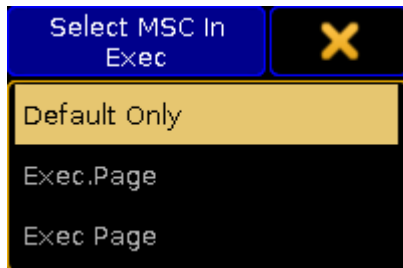 Select MSC In
Exec
Default Only
Exec.Page
Exec Page